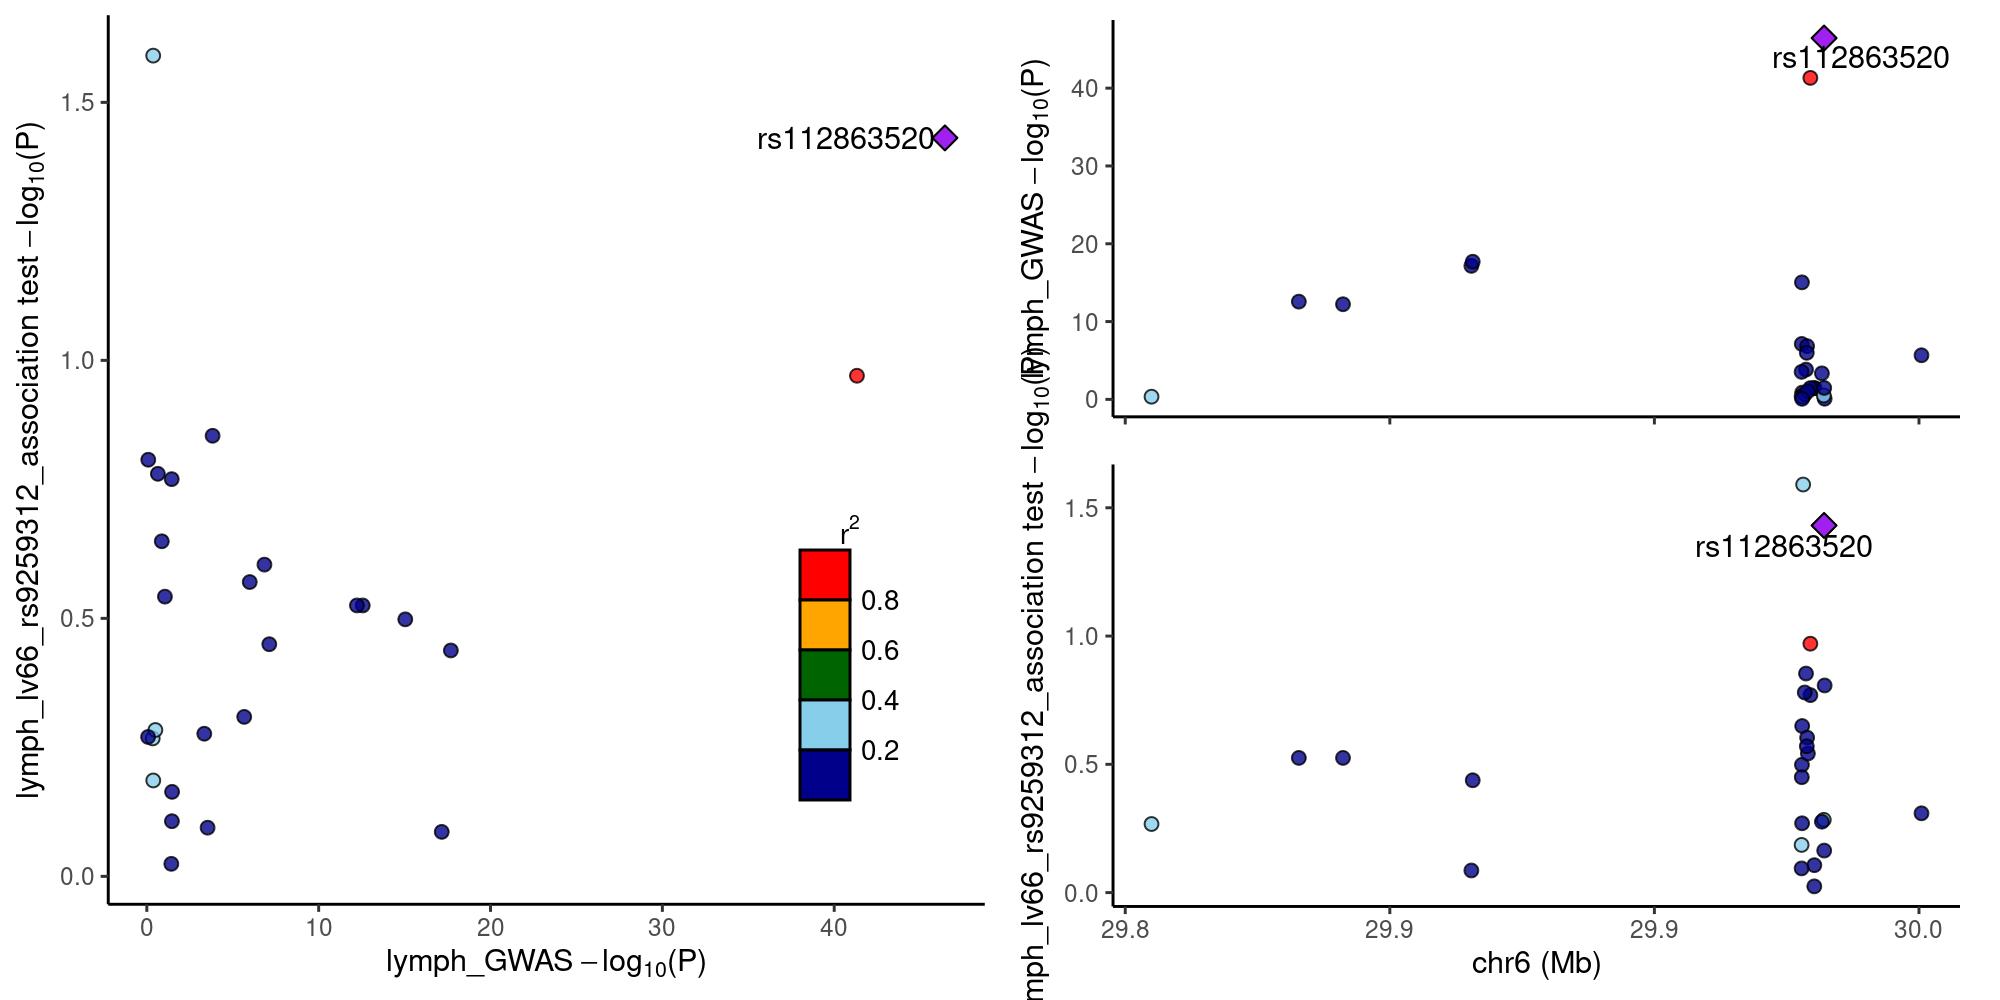 lymph_lv66_rs9259312_association test −log10(P)
1.5
1.0
0.5
0.0
rs112863520
r2
0.8
0.6
0.4
0.2
0
10
20
30
40
lymph_GWAS −log10(P)
lymph_GWAS −log10(P)
40
30
20
10
0
rs112863520
mph_lv66_rs9259312_association test −log10(P)
1.5
1.0
0.5
0.0
rs112863520
29.8
29.9
29.9
30.0
chr6 (Mb)